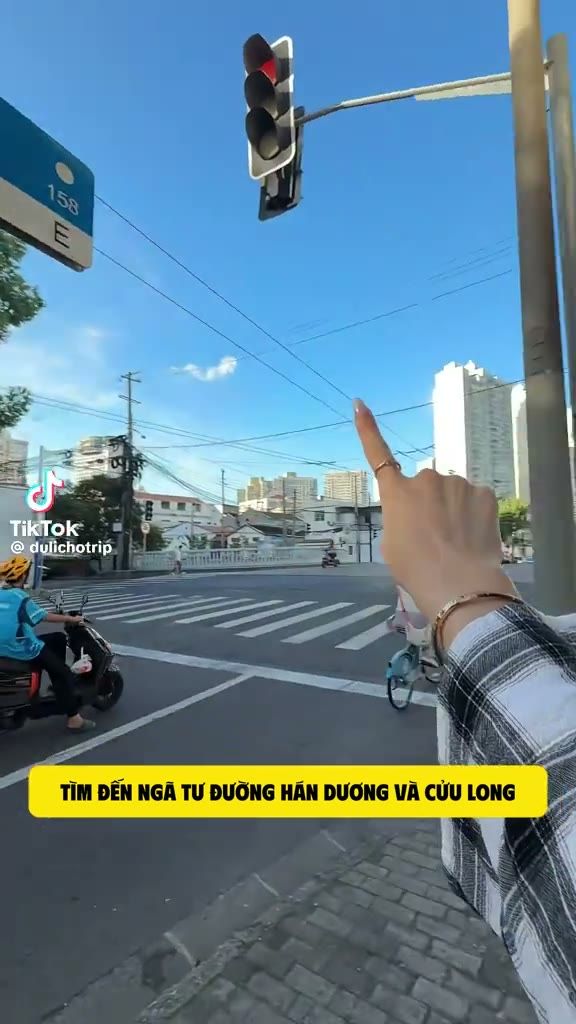 158
E
TikTok
@ dulichotrip
TÌM ĐẾN NGÃ TƯ ĐƯỜNG HÁN DƯƠNG VÀ CỬU LONG